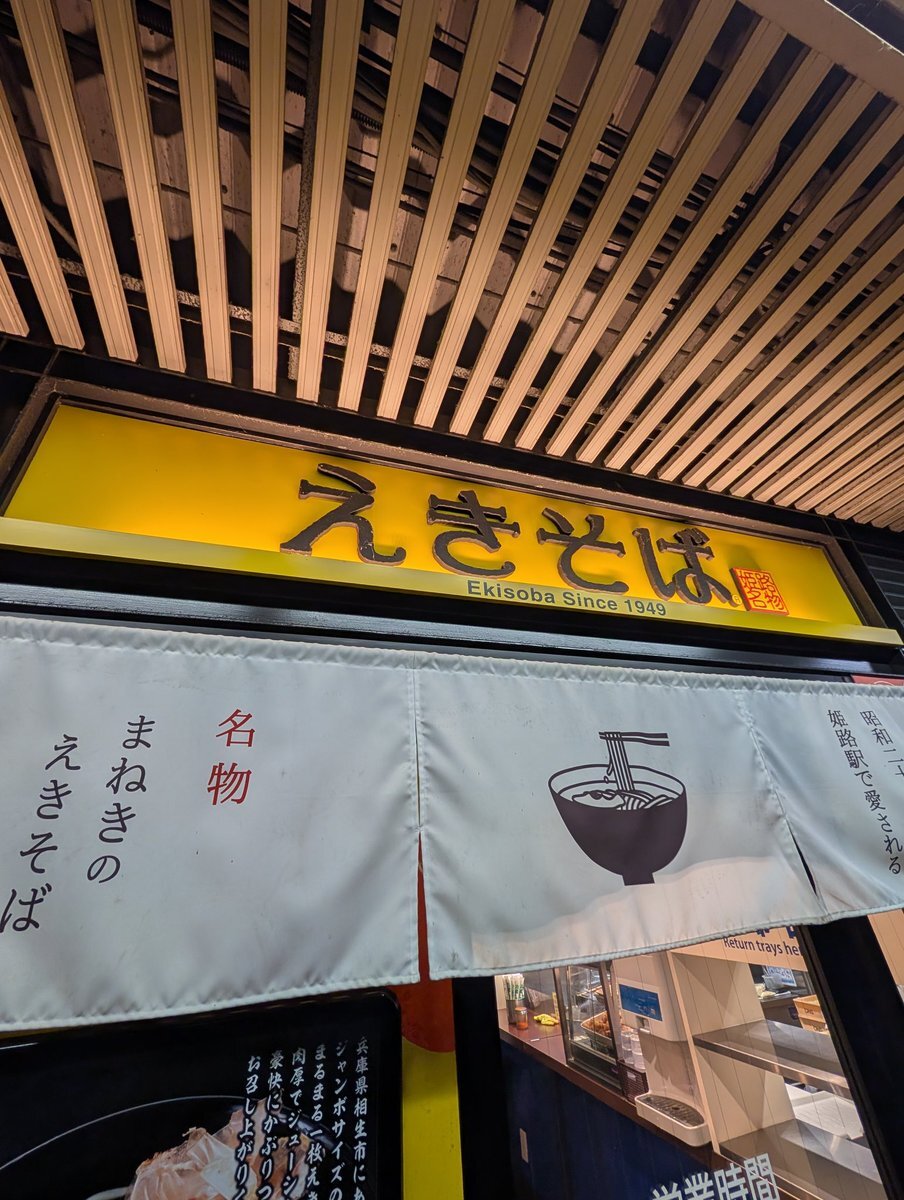 えきそば
Ekisoba Since 1949
姫路名物
名物
まねきの
えきそば
昭和二十
姫路駅で愛される
Return trays he
兵庫県相生市にあ
ジャンボサイズの
まるまる一枚
肉厚でジューシ
豪快にかぶりつ
お召し上がり
営業時間